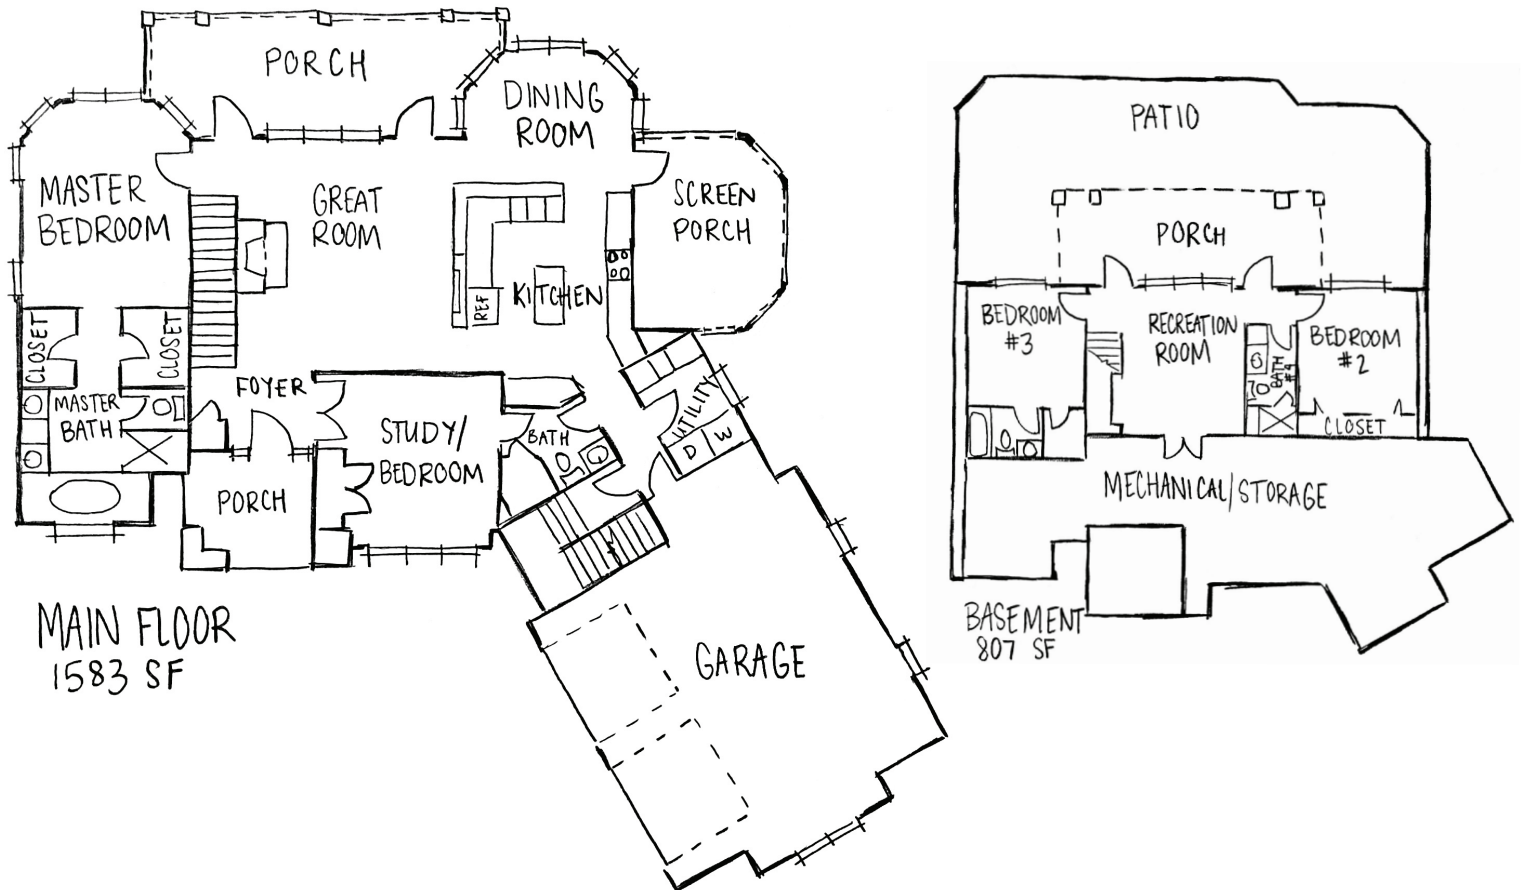 PORCH
DINING
ROOM
MASTER
BEDROOM
GREAT
ROOM
SCREEN
PORCH
REF
KITCHEN
CLOSET
CLOSET
FOYER
MASTER
BATH
STUDY/
BEDROOM
BATH
UTILITY
D
W
PORCH
GARAGE
MAIN FLOOR
1583 SF
PATIO
PORCH
BEDROOM
#3
RECREATION
ROOM
BEDROOM
#2
CLOSET
MECHANICAL/STORAGE
BASEMENT
807 SF